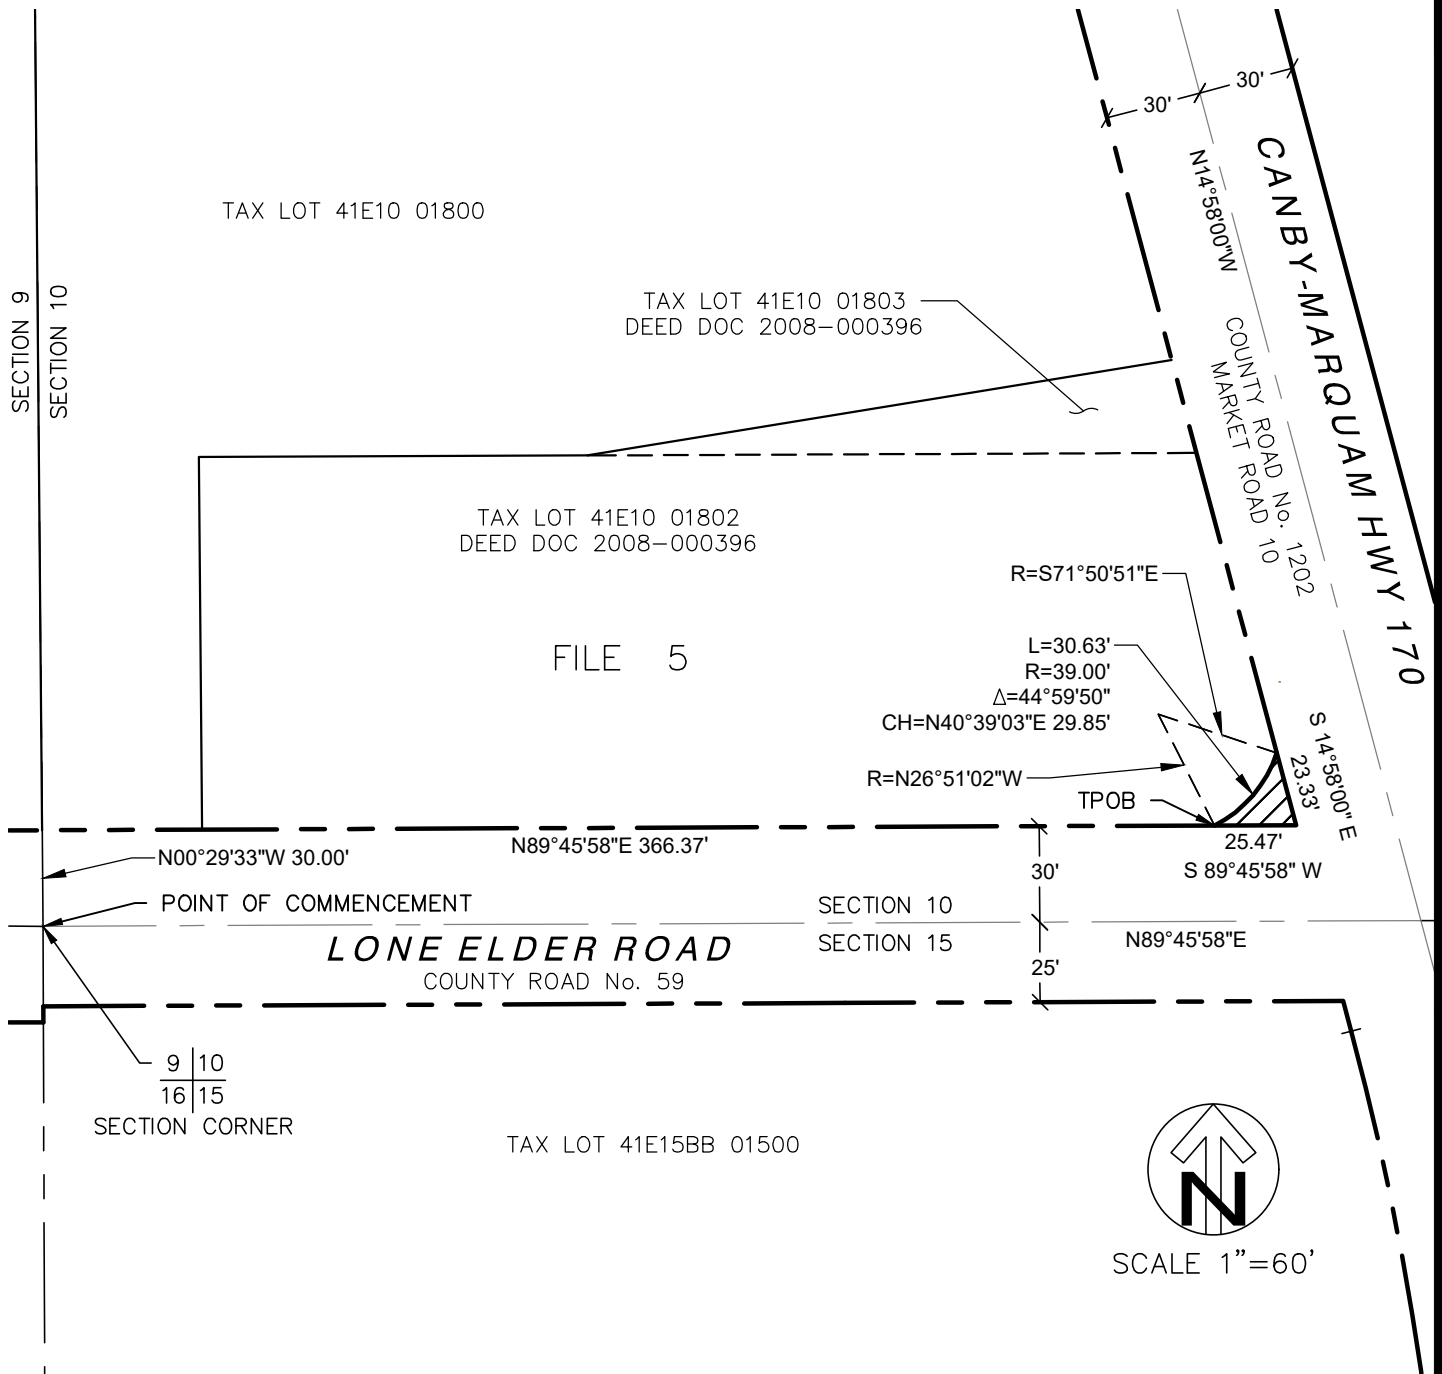 30'
30'
CANBY-MARQUAM HWY 170
N14°58'00"W
TAX LOT 41E10 01800
SECTION 9
SECTION 10
TAX LOT 41E10 01803
DEED DOC 2008-000396
COUNTY ROAD No. 1202
MARKET ROAD 10
TAX LOT 41E10 01802
DEED DOC 2008-000396
R=S71°50'51"E
FILE 5
L=30.63'
R=39.00'
Δ=44°59'50"
CH=N40°39'03"E 29.85'
R=N26°51'02"W
S 14°58'00" E
23.33'
TPOB
N89°45'58"E 366.37'
25.47'
S 89°45'58" W
N00°29'33"W 30.00'
30'
POINT OF COMMENCEMENT
SECTION 10
LONE ELDER ROAD
SECTION 15
N89°45'58"E
COUNTY ROAD No. 59
25'
9 10
16 15
SECTION CORNER
TAX LOT 41E15BB 01500
N
SCALE 1"=60'